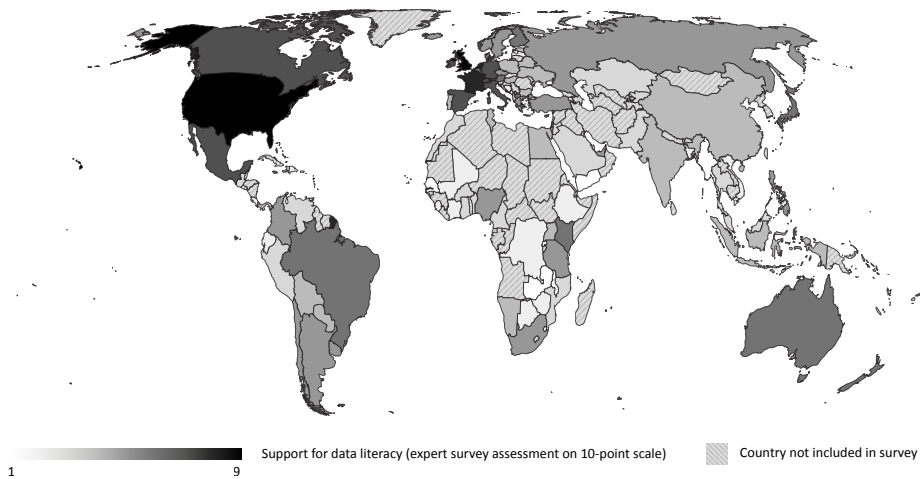 Support for data literacy (expert survey assessment on 10-point scale)
Country not included in survey
1
9